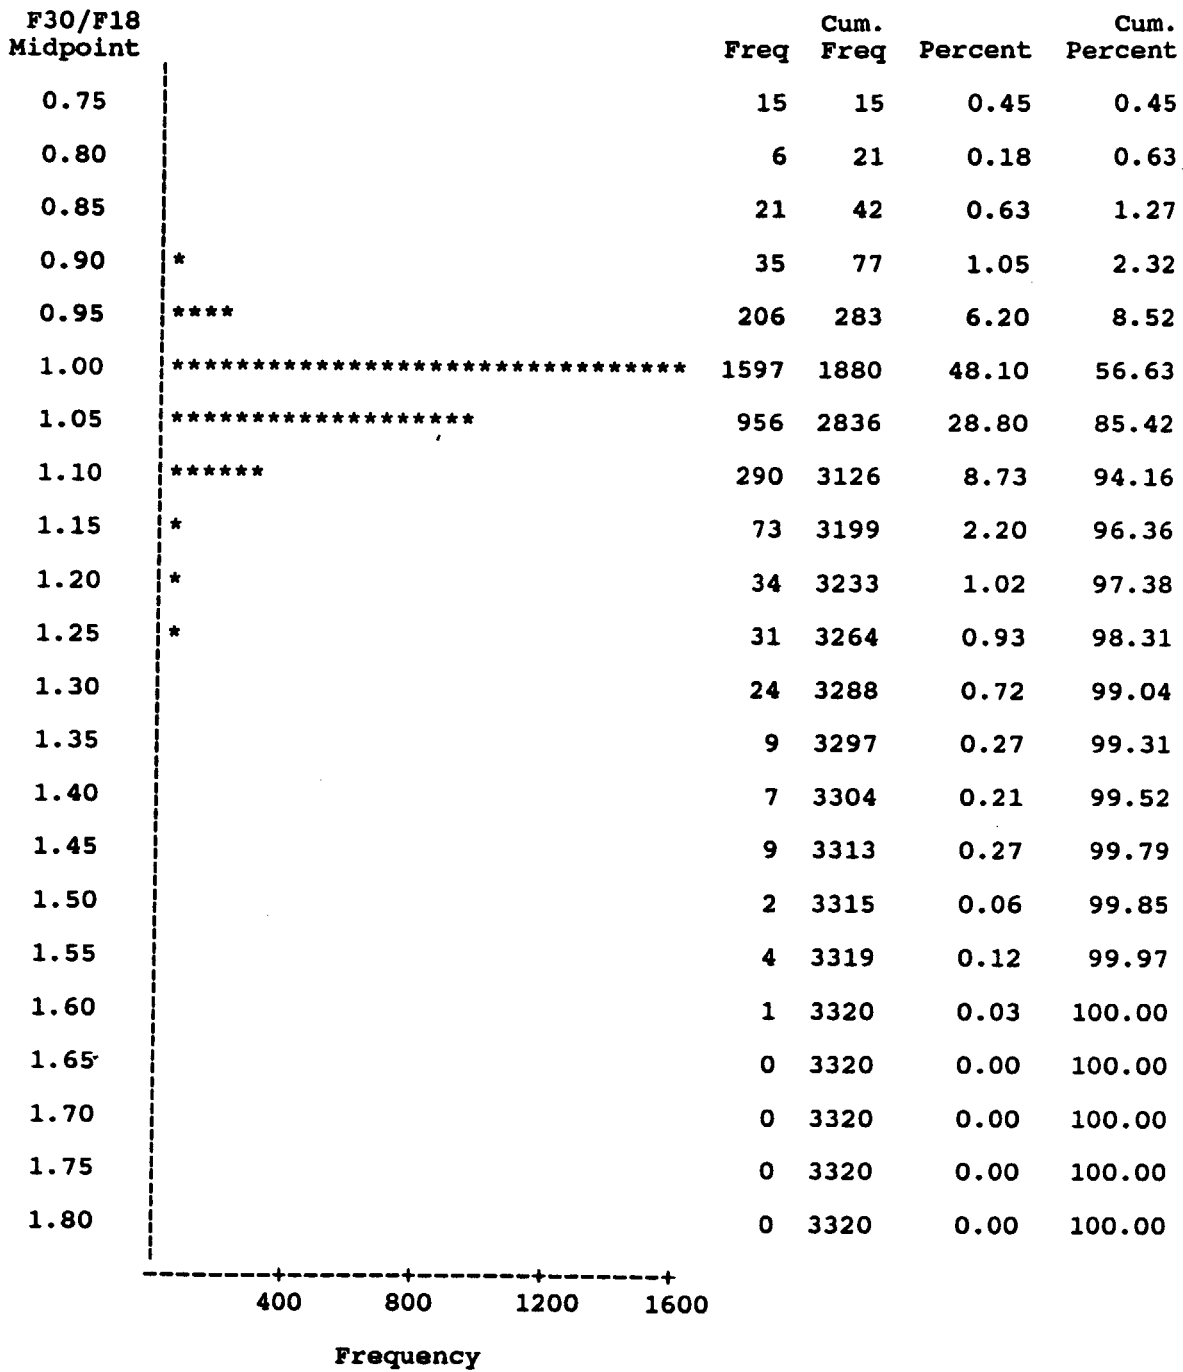 F30/F18 Cum. Cum.
Midpoint Freq Freq Percent Percent
0.75 15 15 0.45 0.45
0.80 6 21 0.18 0.63
0.85 21 42 0.63 1.27
0.90 * 35 77 1.05 2.32
0.95 **** 206 283 6.20 8.52
1.00 ******************************** 1597 1880 48.10 56.63
1.05 ******************* 956 2836 28.80 85.42
1.10 ****** 290 3126 8.73 94.16
1.15 * 73 3199 2.20 96.36
1.20 * 34 3233 1.02 97.38
1.25 * 31 3264 0.93 98.31
1.30 24 3288 0.72 99.04
1.35 9 3297 0.27 99.31
1.40 7 3304 0.21 99.52
1.45 9 3313 0.27 99.79
1.50 2 3315 0.06 99.85
1.55 4 3319 0.12 99.97
1.60 1 3320 0.03 100.00
1.65 0 3320 0.00 100.00
1.70 0 3320 0.00 100.00
1.75 0 3320 0.00 100.00
1.80 0 3320 0.00 100.00
400 800 1200 1600
Frequency